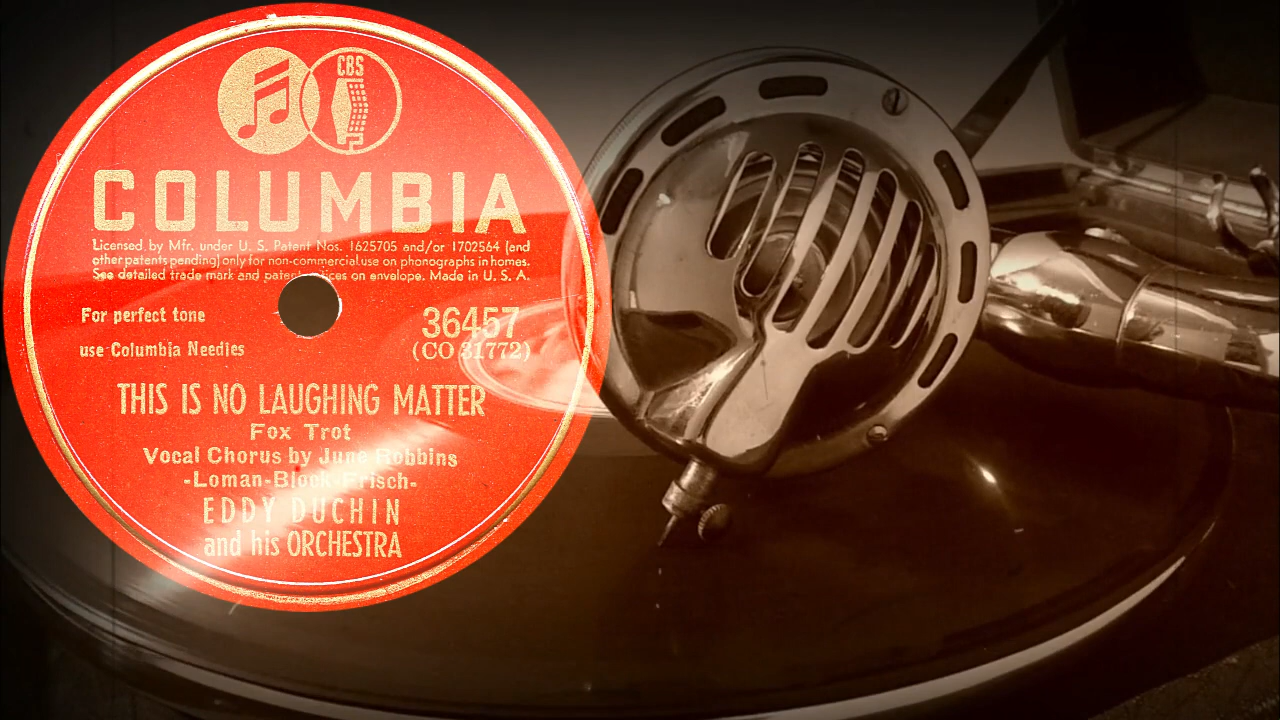 CBS
COLUMBIA
Licensed by Mfr. under U. S. Patent Nos. 1625705 and/or 1702564 (and
other patents pending) only for non-commercial use on phonographs in homes.
See detailed trade mark and patent notices on envelope. Made in U. S. A.
For perfect tone
use Columbia Needles
36457
(CO 31772)
THIS IS NO LAUGHING MATTER
Fox Trot
Vocal Chorus by June Robbins
-Loman-Block-Frisch-
EDDY DUCHIN
and his ORCHESTRA